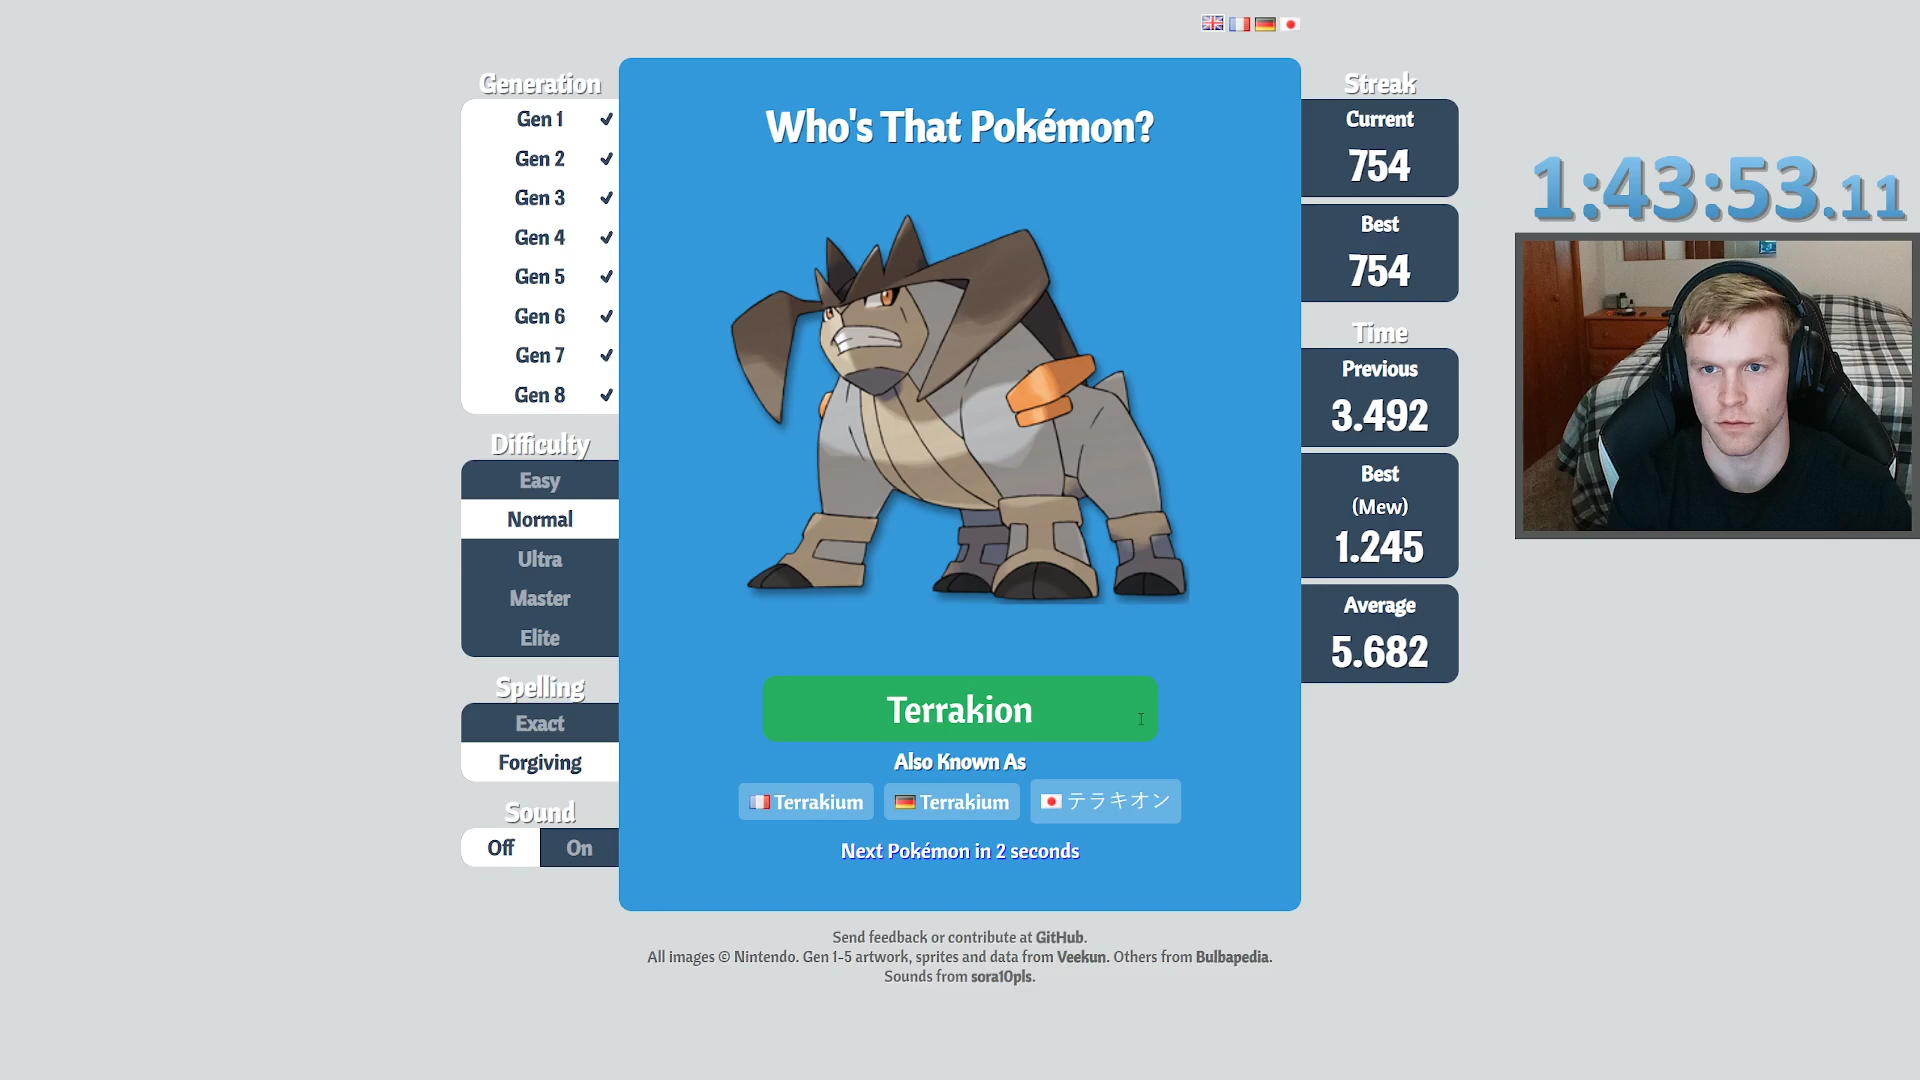 Generation
Gen 1
Gen 2
Gen 3
Gen 4
Gen 5
Gen 6
Gen 7
Gen 8
Difficulty
Easy
Normal
Ultra
Master
Elite
Spelling
Exact
Forgiving
Sound
Off On
Who's That Pokémon?
Terrakion
Also Known As
Terrakium Terrakium テラキオン
Next Pokémon in 2 seconds
Streak
Current
754
Best
754
Time
Previous
3.492
Best
(Mew)
1.245
Average
5.682
1:43:53.11
Send feedback or contribute at GitHub.
All images © Nintendo. Gen 1-5 artwork, sprites and data from Veekun. Others from Bulbapedia.
Sounds from sora10pls.